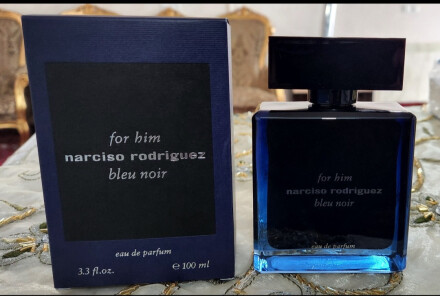 for him
narciso rodriguez
bleu noir
eau de parfum
3.3 fl.oz. e 100 ml
for him
narciso rodriguez
bleu noir
eau de parfum